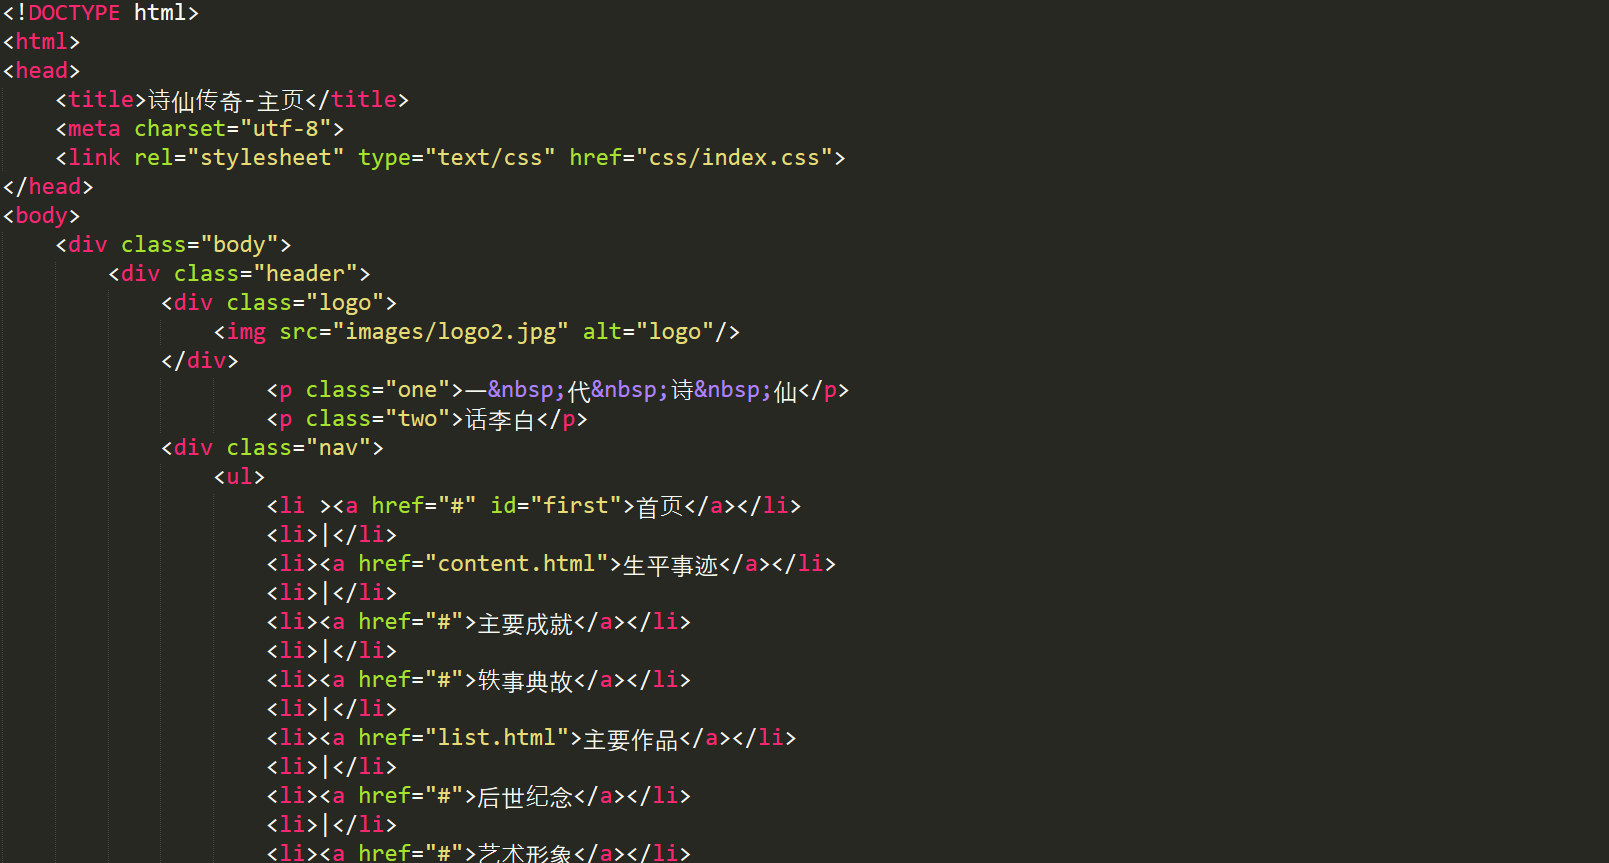 <!DOCTYPE html>
<html>
<head>
    <title>诗仙传奇-主页</title>
    <meta charset="utf-8">
    <link rel="stylesheet" type="text/css" href="css/index.css">
</head>
<body>
    <div class="body">
        <div class="header">
            <div class="logo">
                <img src="images/logo2.jpg" alt="logo"/>
            </div>
                    <p class="one">一&nbsp;代&nbsp;诗&nbsp;仙</p>
                    <p class="two">话李白</p>
            <div class="nav">
                <ul>
                    <li ><a href="#" id="first">首页</a></li>
                    <li>|</li>
                    <li><a href="content.html">生平事迹</a></li>
                    <li>|</li>
                    <li><a href="#">主要成就</a></li>
                    <li>|</li>
                    <li><a href="#">轶事典故</a></li>
                    <li>|</li>
                    <li><a href="list.html">主要作品</a></li>
                    <li>|</li>
                    <li><a href="#">后世纪念</a></li>
                    <li>|</li>
                    <li><a href="#">艺术形象</a></li>